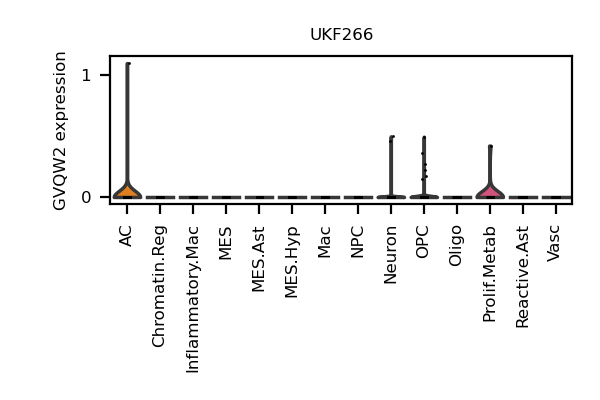 UKF266
GVQW2 expression
1
0
AC
Chromatin.Reg
Inflammatory.Mac
MES
MES.Ast
MES.Hyp
Mac
NPC
Neuron
OPC
Oligo
Prolif.Metab
Reactive.Ast
Vasc